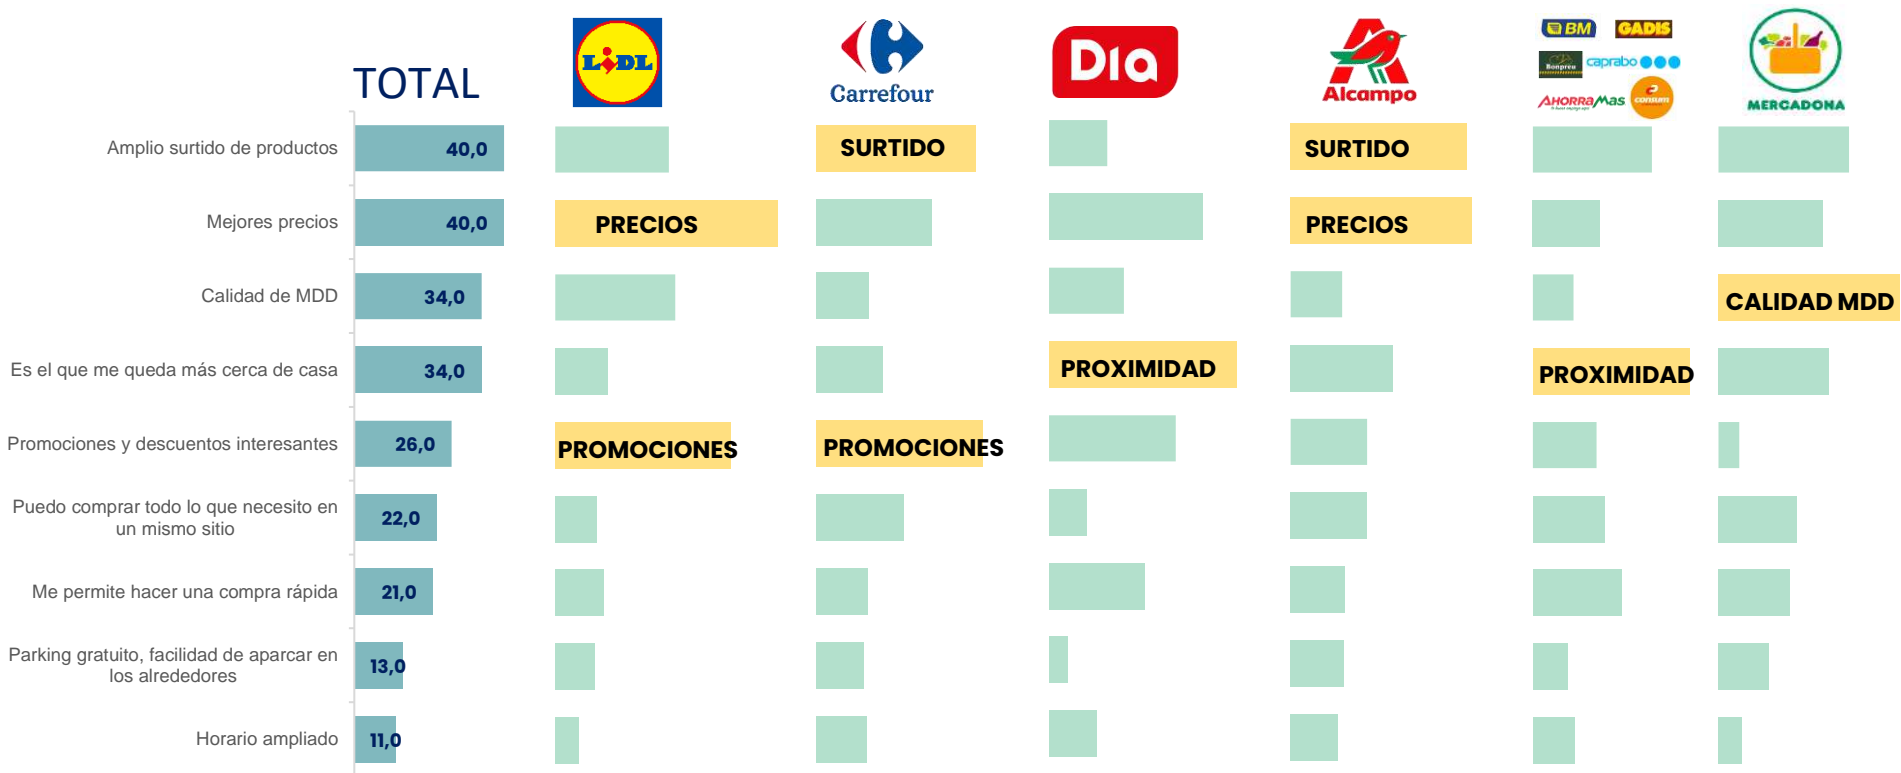 TOTAL
LIDL
Carrefour
Dia
Alcampo
BM
GADIS
Bonpreu
caprabo
AHORRAMas
consum
MERCADONA
Amplio surtido de productos
40,0
SURTIDO
SURTIDO
Mejores precios
40,0
PRECIOS
PRECIOS
Calidad de MDD
34,0
CALIDAD MDD
Es el que me queda más cerca de casa
34,0
PROXIMIDAD
PROXIMIDAD
Promociones y descuentos interesantes
26,0
PROMOCIONES
PROMOCIONES
Puedo comprar todo lo que necesito en
un mismo sitio
22,0
Me permite hacer una compra rápida
21,0
Parking gratuito, facilidad de aparcar en
los alrededores
13,0
Horario ampliado
11,0